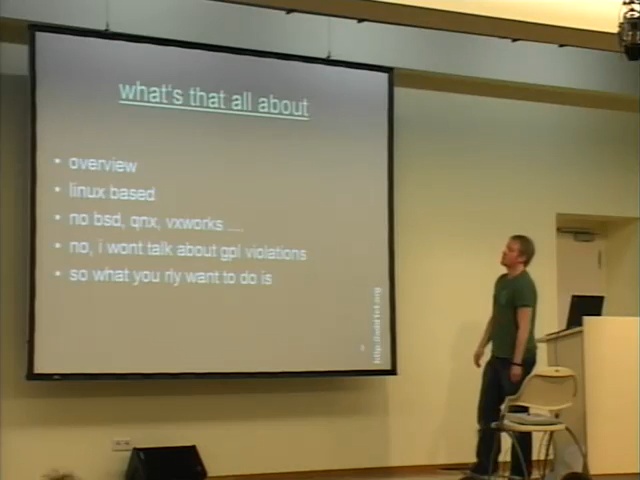 what's that all about
• overview
• linux based
• no bsd, qnx, vxworks ....
• no, i wont talk about gpl violations
• so what you rly want to do is